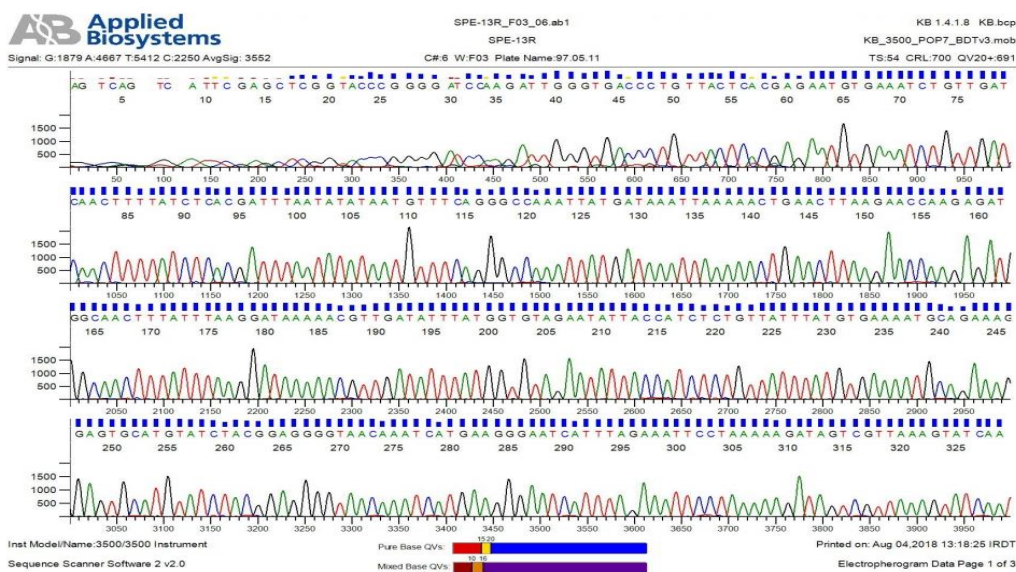 AB Applied Biosystems
SPE-13R_F03_06.ab1
SPE-13R
KB 1.4.1.8 KB.bcp
KB_3500_POP7_BDTv3.mob
Signal: G:1879 A:4667 T:5412 C:2250 AvgSig: 3552
C#:6 W:F03 Plate Name:97.05.11
TS:54 CRL:700 QV20+:691
AG TCAG TC ATTCGAGCTCGGTACCCGGGGATCCAAGATTGGGTGACCCTGTTACTCACGAGAATGTGAAATCTGTTGAT
5 10 15 20 25 30 35 40 45 50 55 60 65 70 75
1500
1000
500
50 100 150 200 250 300 350 400 450 500 550 600 650 700 750 800 850 900 950
CAACTTTTATCTCACGATTTAATATATAATGTTTCAGGGCCAAATTATGATAAATTAAAAACTGAACTTAAGAACCAAGAGAT
85 90 95 100 105 110 115 120 125 130 135 140 145 150 155 160
1500
1000
500
1050 1100 1150 1200 1250 1300 1350 1400 1450 1500 1550 1600 1650 1700 1750 1800 1850 1900 1950
GGCAACTTTATTTAAGGATAAAAACGTTGATATTTATGGTGTAGAATATTACCATCTCTGTTATTTATGTGAAAATGCAGAAAG
165 170 175 180 185 190 195 200 205 210 215 220 225 230 235 240 245
1500
1000
500
2050 2100 2150 2200 2250 2300 2350 2400 2450 2500 2550 2600 2650 2700 2750 2800 2850 2900 2950
GAGTGCATGTATCTACGGAGGGGTAACAAATCATGAAGGGAATCATTTAGAAATTCCTAAAAAGATAGTCGTTAAAGTATCAA
250 255 260 265 270 275 280 285 290 295 300 305 310 315 320 325
1500
1000
500
3050 3100 3150 3200 3250 3300 3350 3400 3450 3500 3550 3600 3650 3700 3750 3800 3850 3900 3950
Inst Model/Name:3500/3500 Instrument
Pure Base QVs:
1520
Printed on: Aug 04,2018 13:18:25 IRDT
Sequence Scanner Software 2 v2.0
Mixed Base QVs:
10 16
Electropherogram Data Page 1 of 3